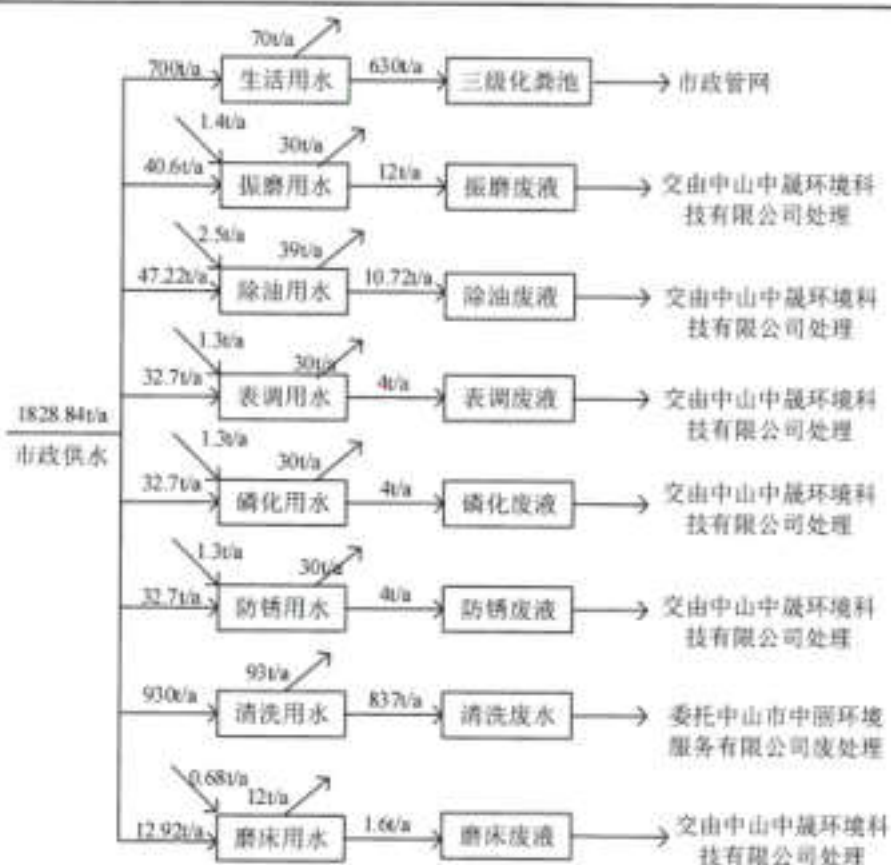 70t/a
700t/a
生活用水
630t/a
三级化粪池
市政管网
1.4t/a
30t/a
40.6t/a
振磨用水
12t/a
振磨废液
交由中山中晟环境科
技有限公司处理
2.5t/a
39t/a
47.22t/a
除油用水
10.72t/a
除油废液
交由中山中晟环境科
技有限公司处理
1.3t/a
30t/a
32.7t/a
表调用水
4t/a
表调废液
交由中山中晟环境科
技有限公司处理
1828.84t/a
市政供水
1.3t/a
30t/a
32.7t/a
磷化用水
4t/a
磷化废液
交由中山中晟环境科
技有限公司处理
1.3t/a
30t/a
32.7t/a
防锈用水
4t/a
防锈废液
交由中山中晟环境科
技有限公司处理
93t/a
930t/a
清洗用水
837t/a
清洗废水
委托中山市中丽环境
服务有限公司废处理
0.68t/a
12t/a
12.92t/a
磨床用水
1.6t/a
磨床废液
交由中山中晟环境科
技有限公司处理